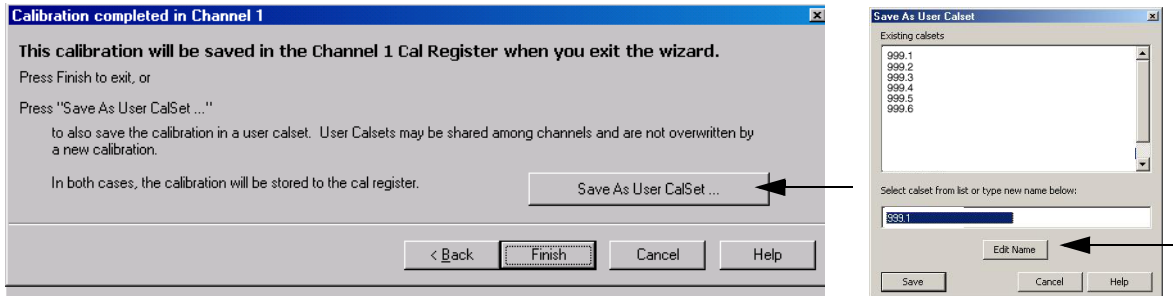 Calibration completed in Channel 1
This calibration will be saved in the Channel 1 Cal Register when you exit the wizard.
Press Finish to exit, or
Press "Save As User CalSet ..."
to also save the calibration in a user calset. User Calsets may be shared among channels and are not overwritten by
a new calibration.
In both cases, the calibration will be stored to the cal register.
Save As User CalSet ...
< Back
Finish
Cancel
Help
Save As User Calset
Existing calsets
999.1
999.2
999.3
999.4
999.5
999.6
Select calset from list or type new name below:
999.1
Edit Name
Save
Cancel
Help